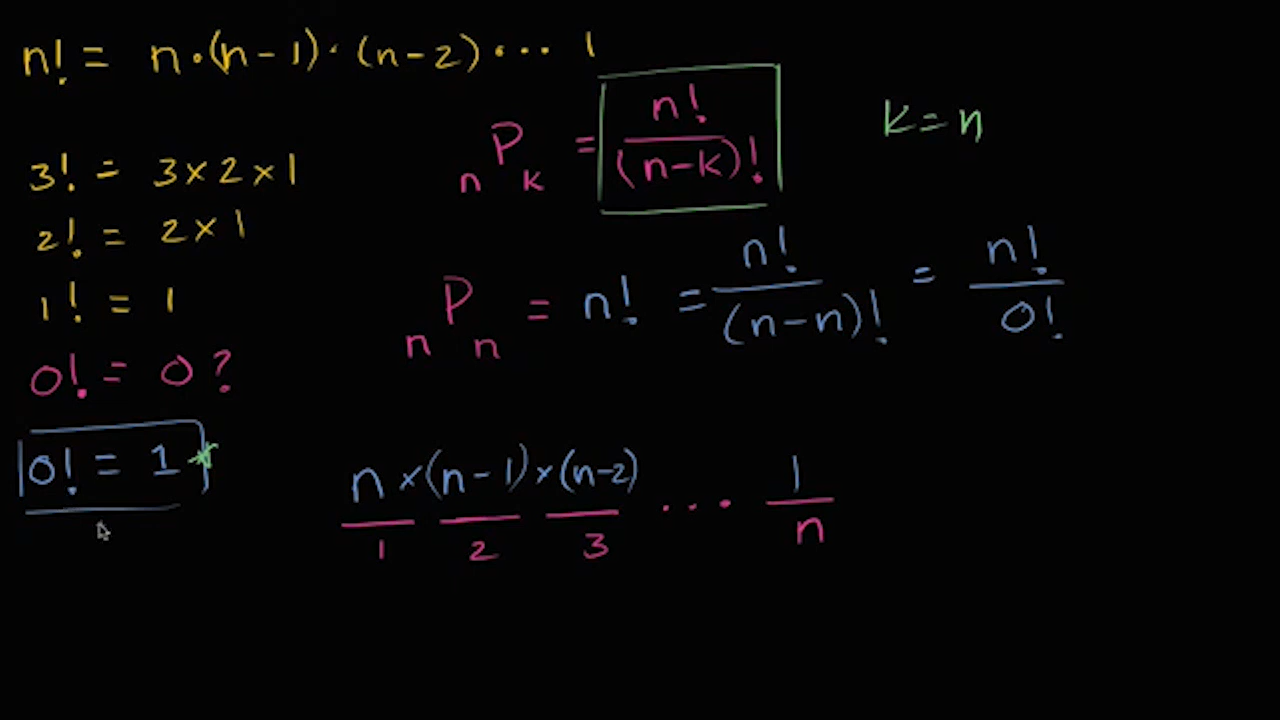 n! = n·(n-1)·(n-2)··· 1
nPk = n!/(n-k)!
k=n
3! = 3×2×1
2! = 2×1
1! = 1
0! = 0?
0! = 1
nPn = n! = n!/(n-n)! = n!/0!
n×(n-1)×(n-2) ... 1
1 2 3 n